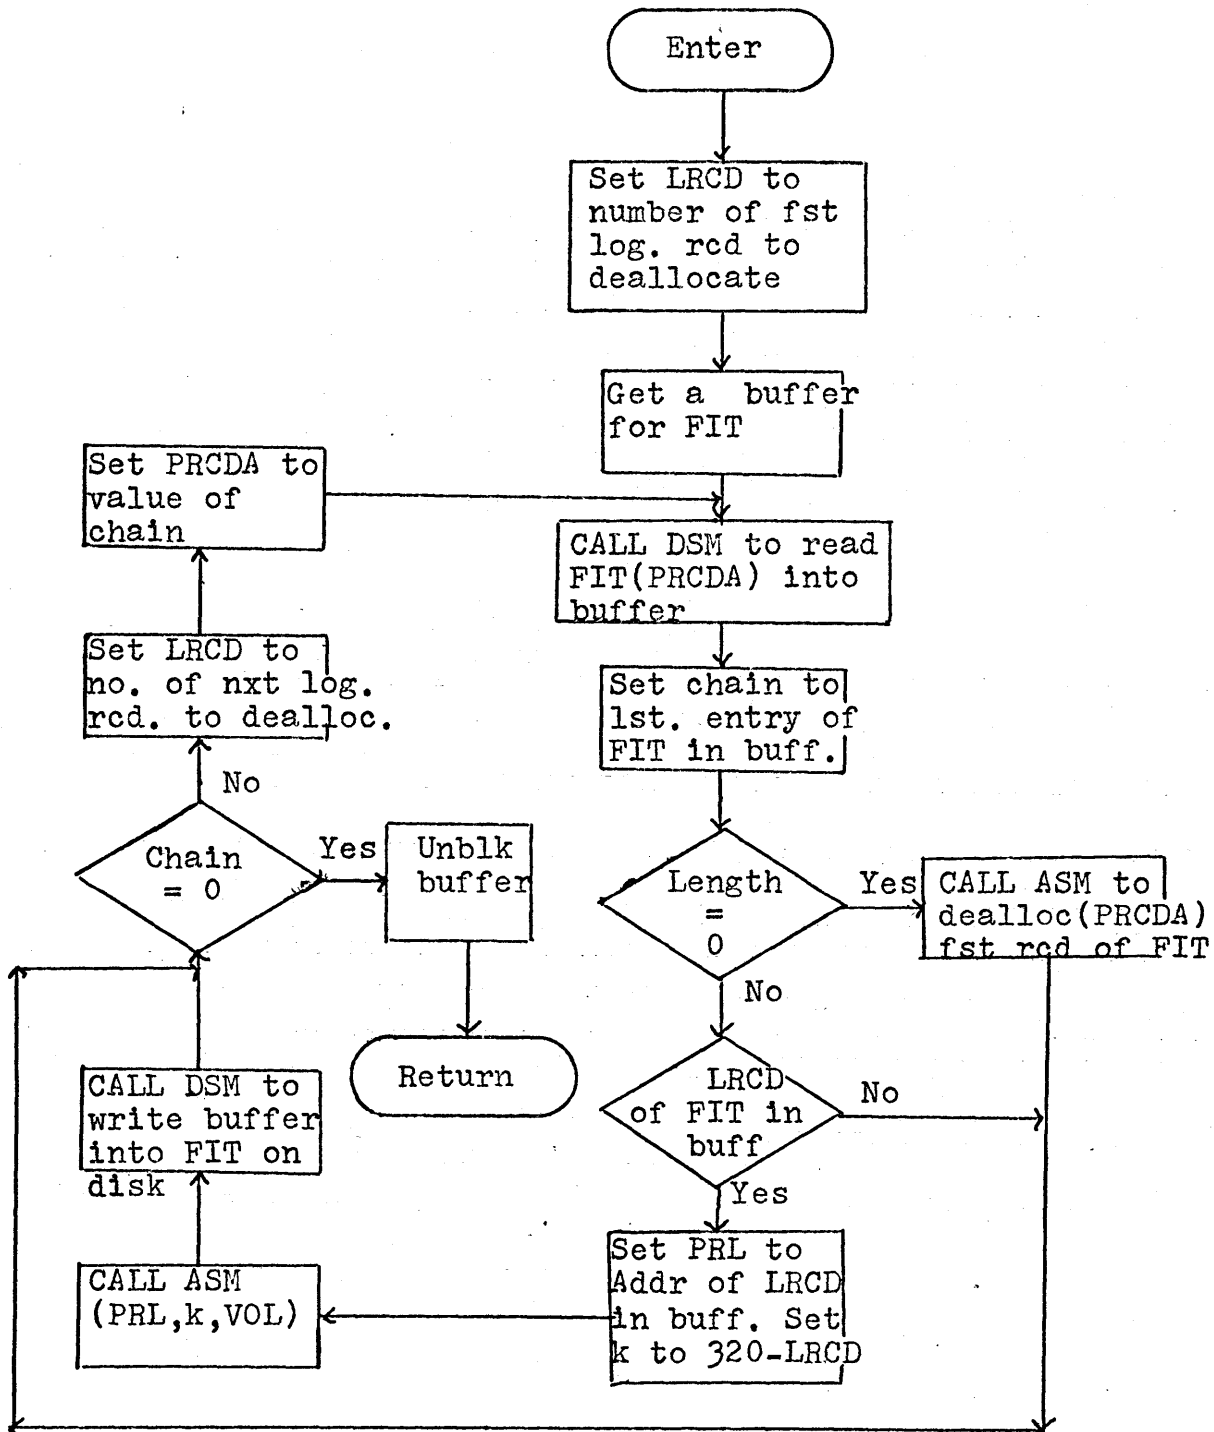 Enter
Set LRCD to
number of fst
log. rcd to
deallocate
Get a buffer
for FIT
Set PRCDA to
value of
chain
CALL DSM to read
FIT(PRCDA) into
buffer
Set LRCD to
no. of nxt log.
rcd. to dealloc.
Set chain to
1st. entry of
FIT in buff.
No
Chain
= 0
Yes
Unblk
buffer
Length
=
0
Yes
CALL ASM to
dealloc(PRCDA)
fst rcd of FIT
No
Return
LRCD
of FIT in
buff
No
Yes
CALL DSM to
write buffer
into FIT on
disk
Set PRL to
Addr of LRCD
in buff. Set
k to 320-LRCD
CALL ASM
(PRL,k,VOL)